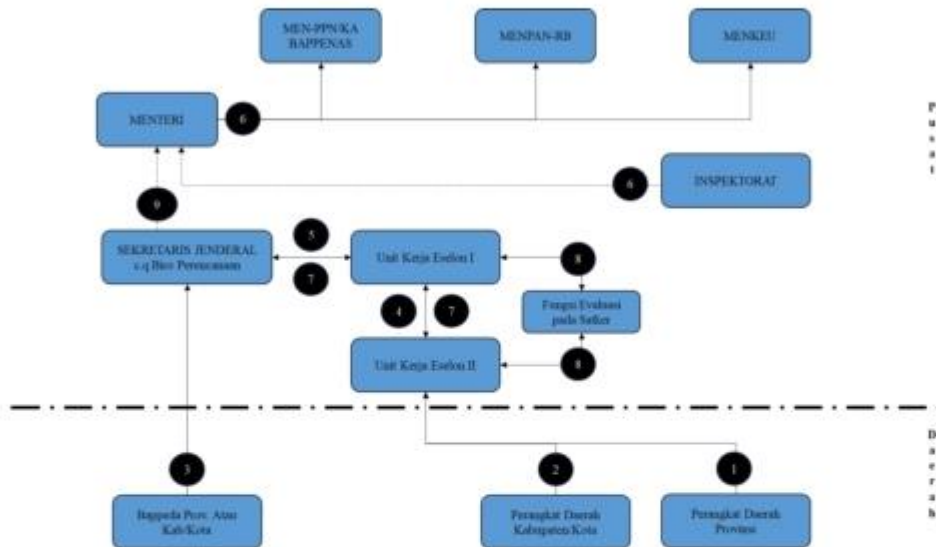 MEN-PPN/KA
BAPPENAS
MENPAN-RB
MENKEU
MENTERI
6
Pusat
INSPEKTORAT
6
9
SEKRETARIS JENDERAL
c.q Biro Perencanaan
5
7
Unit Kerja Eselon I
8
4
7
Fungsi Evaluasi
pada Satker
Unit Kerja Eselon II
8
Daerah
3
2
1
Bappeda Prov. Atau
Kab/Kota
Perangkat Daerah
Kabupaten/Kota
Perangkat Daerah
Provinsi